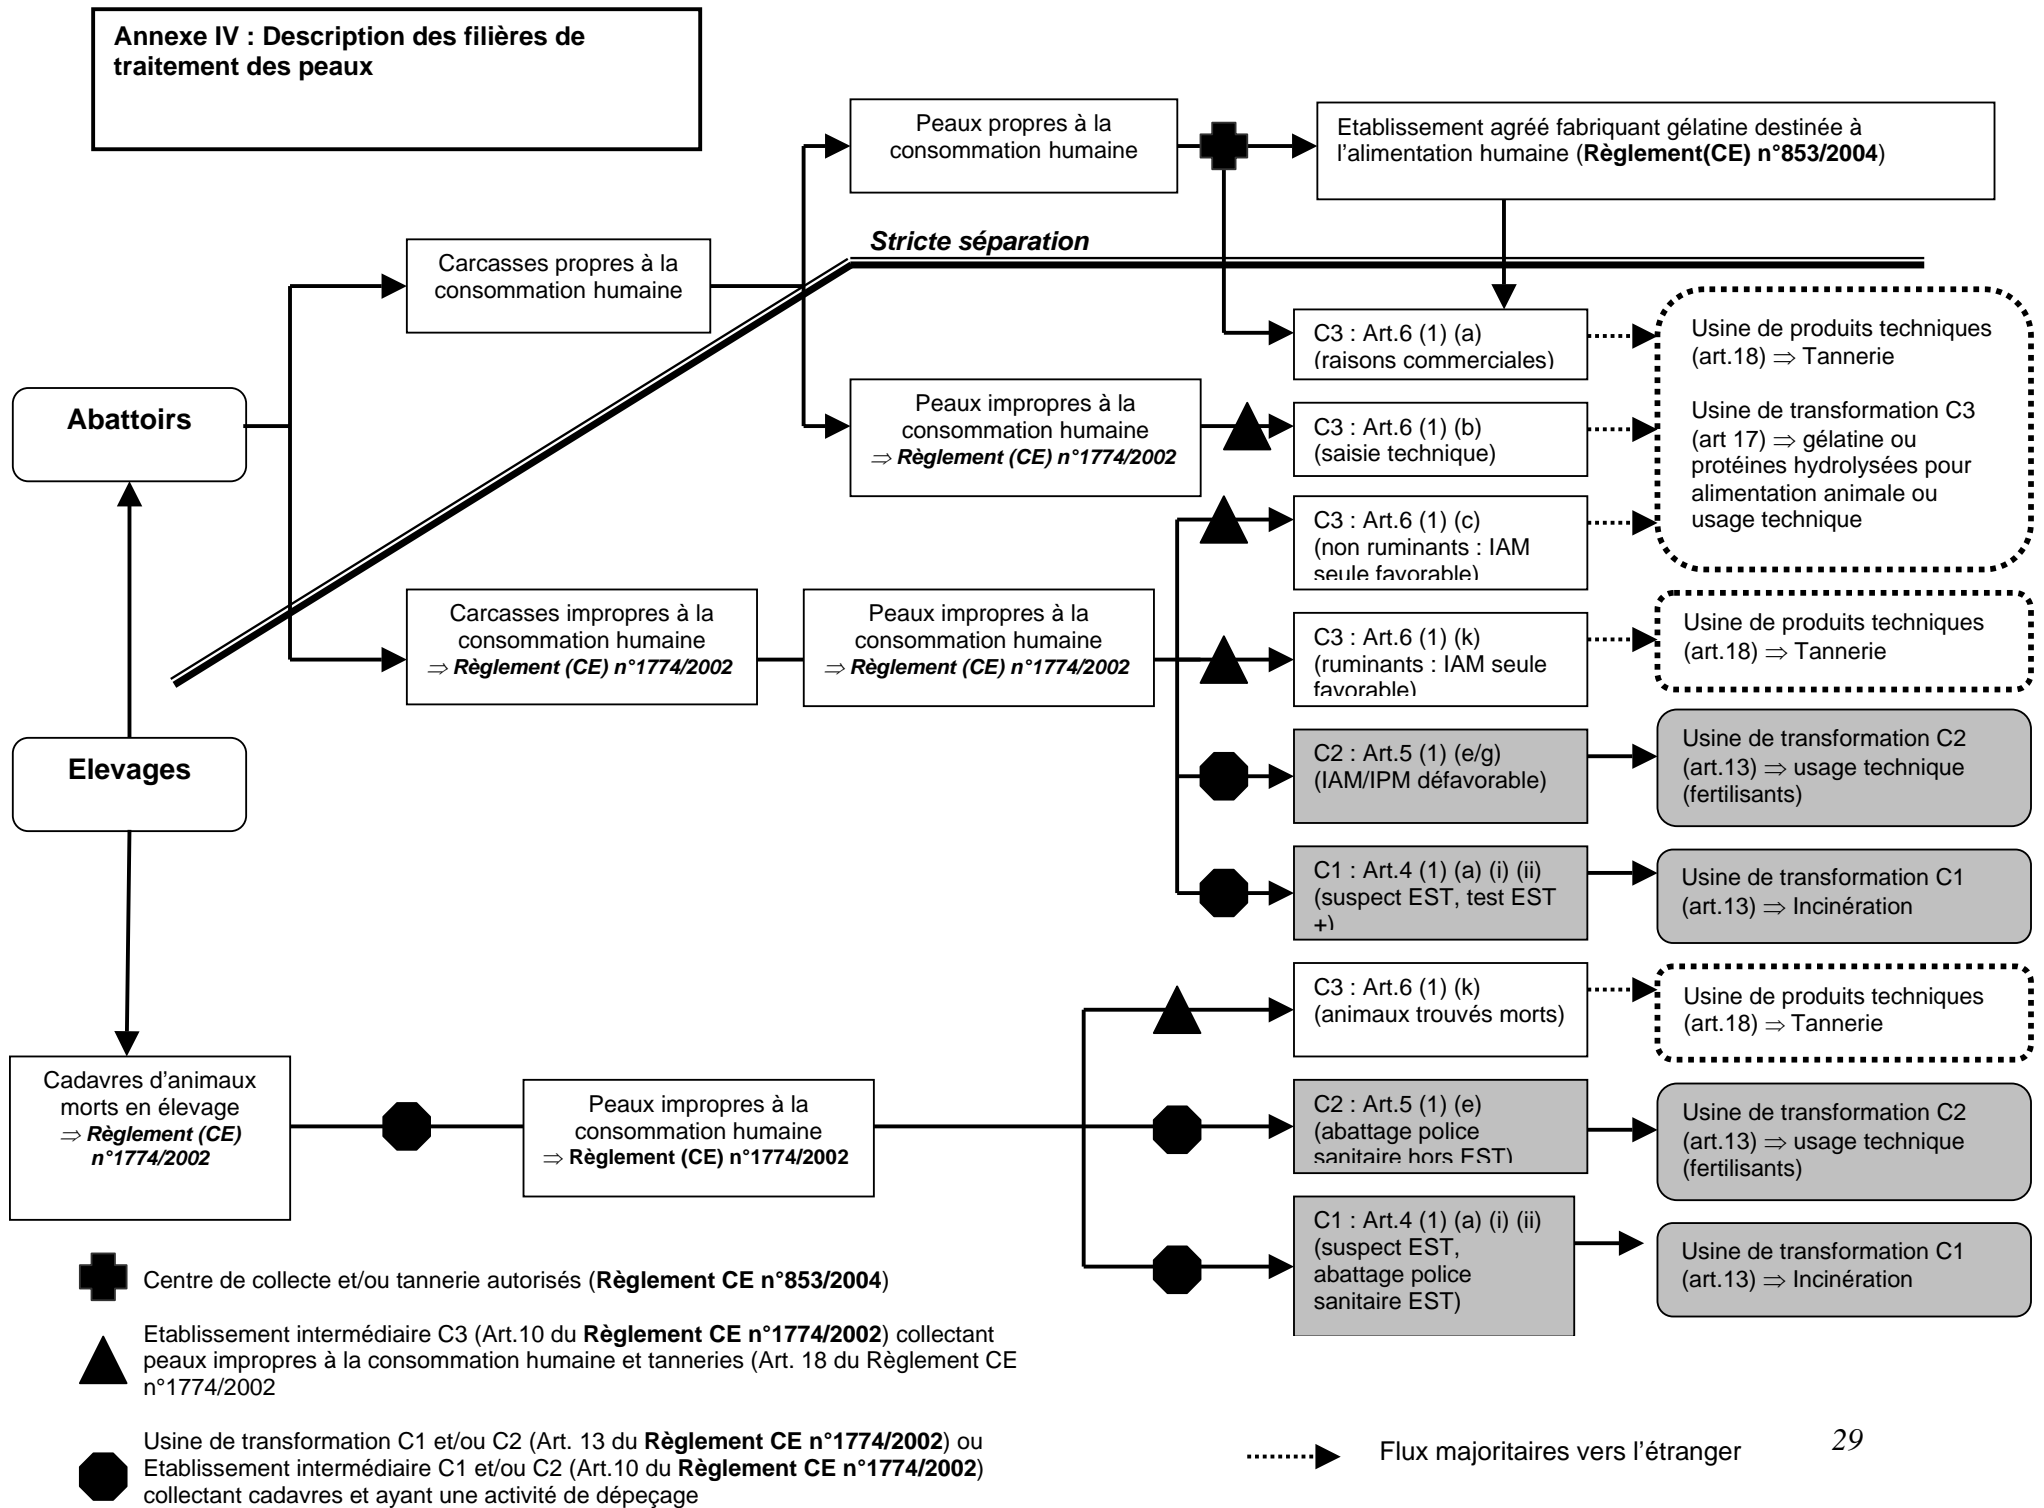 Annexe IV : Description des filières de
traitement des peaux
Peaux propres à la
consommation humaine
Etablissement agréé fabriquant gélatine destinée à
l'alimentation humaine (Règlement(CE) n°853/2004)
Stricte séparation
Carcasses propres à la
consommation humaine
C3 : Art.6 (1) (a)
(raisons commerciales)
Usine de produits techniques
(art.18) ⇒ Tannerie
Usine de transformation C3
(art 17) ⇒ gélatine ou
protéines hydrolysées pour
alimentation animale ou
usage technique
Abattoirs
Peaux impropres à la
consommation humaine
⇒ Règlement (CE) n°1774/2002
C3 : Art.6 (1) (b)
(saisie technique)
C3 : Art.6 (1) (c)
(non ruminants : IAM
seule favorable)
Carcasses impropres à la
consommation humaine
⇒ Règlement (CE) n°1774/2002
Peaux impropres à la
consommation humaine
⇒ Règlement (CE) n°1774/2002
C3 : Art.6 (1) (k)
(ruminants : IAM seule
favorable)
Usine de produits techniques
(art.18) ⇒ Tannerie
Elevages
C2 : Art.5 (1) (e/g)
(IAM/IPM défavorable)
Usine de transformation C2
(art.13) ⇒ usage technique
(fertilisants)
C1 : Art.4 (1) (a) (i) (ii)
(suspect EST, test EST
+)
Usine de transformation C1
(art.13) ⇒ Incinération
C3 : Art.6 (1) (k)
(animaux trouvés morts)
Usine de produits techniques
(art.18) ⇒ Tannerie
Cadavres d'animaux
morts en élevage
⇒ Règlement (CE)
n°1774/2002
Peaux impropres à la
consommation humaine
⇒ Règlement (CE) n°1774/2002
C2 : Art.5 (1) (e)
(abattage police
sanitaire hors EST)
Usine de transformation C2
(art.13) ⇒ usage technique
(fertilisants)
C1 : Art.4 (1) (a) (i) (ii)
(suspect EST,
abattage police
sanitaire EST)
Usine de transformation C1
(art.13) ⇒ Incinération
Centre de collecte et/ou tannerie autorisés (Règlement CE n°853/2004)
Etablissement intermédiaire C3 (Art.10 du Règlement CE n°1774/2002) collectant
peaux impropres à la consommation humaine et tanneries (Art. 18 du Règlement CE
n°1774/2002
Usine de transformation C1 et/ou C2 (Art. 13 du Règlement CE n°1774/2002) ou
Etablissement intermédiaire C1 et/ou C2 (Art.10 du Règlement CE n°1774/2002)
collectant cadavres et ayant une activité de dépeçage
Flux majoritaires vers l'étranger
29